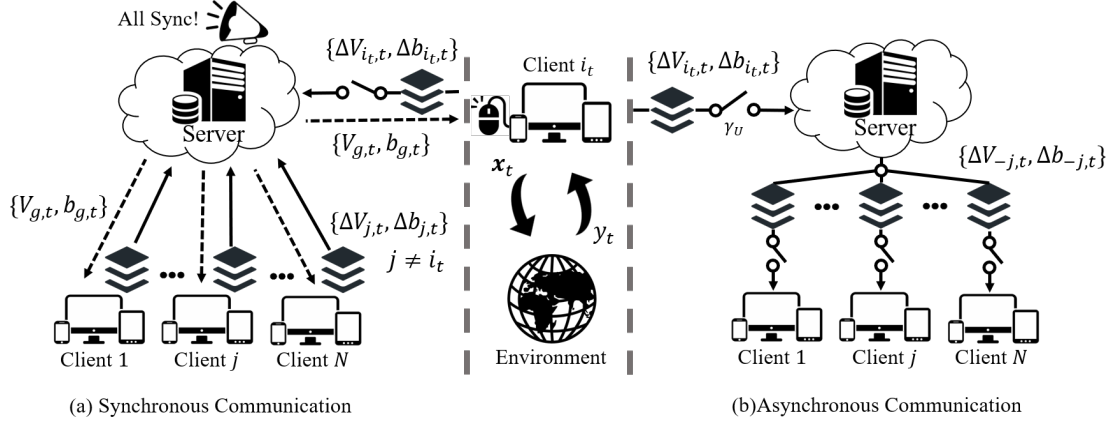 All Sync!
{ΔV_{i_t,t}, Δb_{i_t,t}}
Server
{V_{g,t}, b_{g,t}}
{V_{g,t}, b_{g,t}}
{ΔV_{j,t}, Δb_{j,t}}
j ≠ i_t
Client 1
Client j
Client N
(a) Synchronous Communication
Client i_t
x_t
y_t
Environment
{ΔV_{i_t,t}, Δb_{i_t,t}}
γ_U
Server
{ΔV_{−j,t}, Δb_{−j,t}}
Client 1
Client j
Client N
(b)Asynchronous Communication